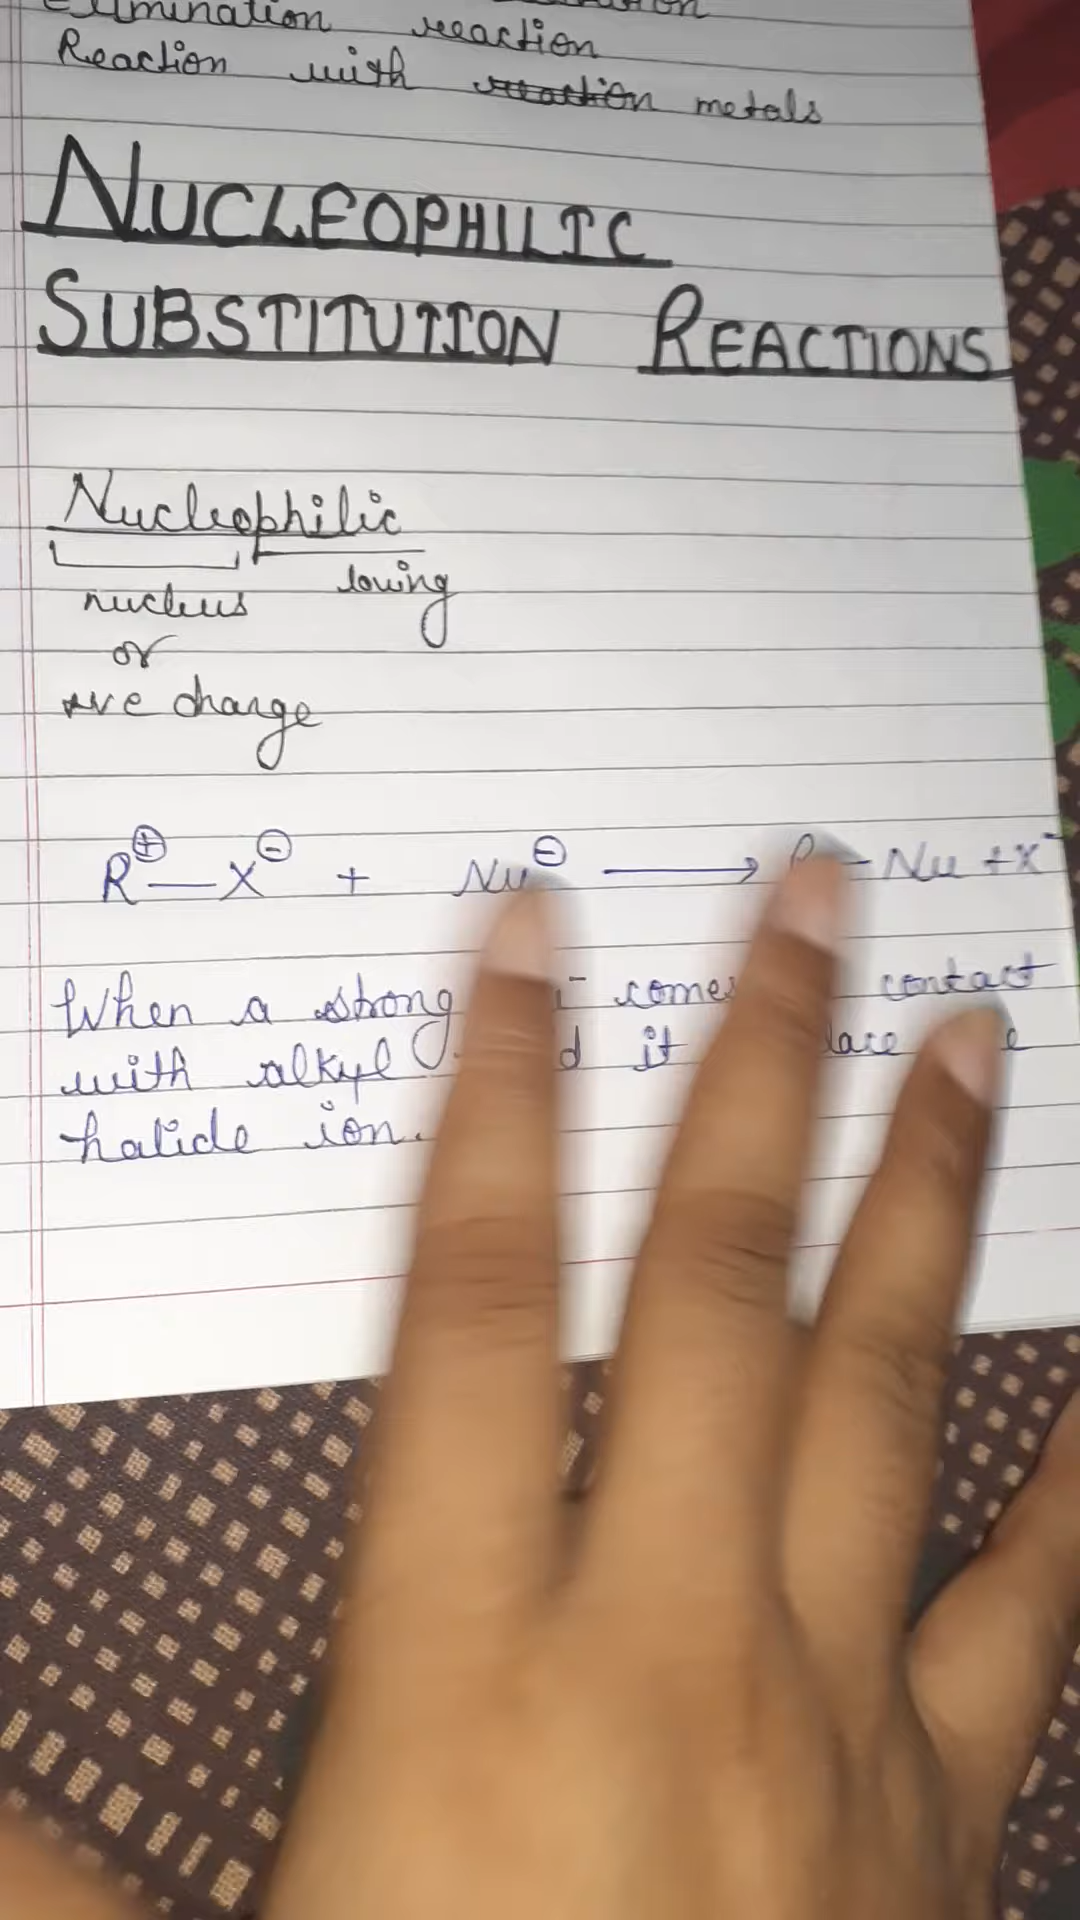 Elimination reaction
Reaction with reaction metals
NUCLEOPHILIC
SUBSTITUTION REACTIONS
Nucleophilic
nucleus loving
or
+ve charge
R⊕—X⊖ + Nu⊖ ⟶ —Nu + X⁻
When a strong comes contact
with alkyl it
halide ion.